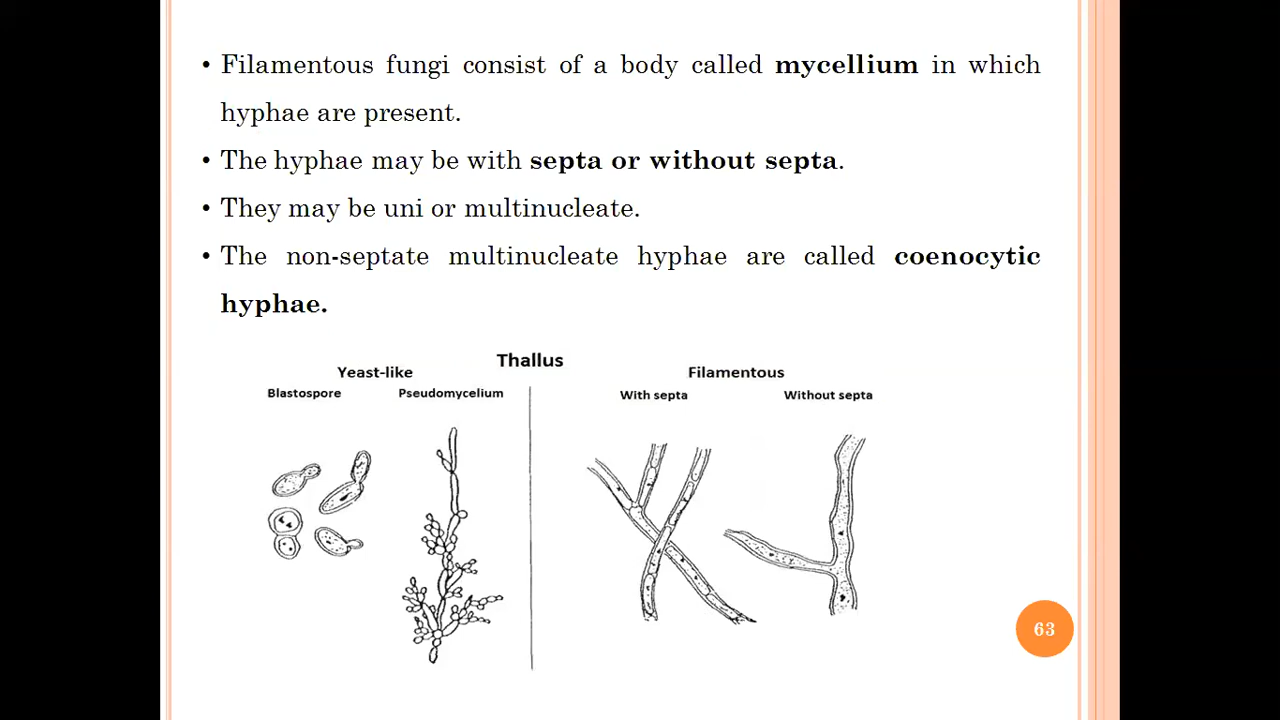 • Filamentous fungi consist of a body called mycellium in which
hyphae are present.
• The hyphae may be with septa or without septa.
• They may be uni or multinucleate.
• The non-septate multinucleate hyphae are called coenocytic
hyphae.
Thallus
Yeast-like
Filamentous
Blastospore
Pseudomycelium
With septa
Without septa
63